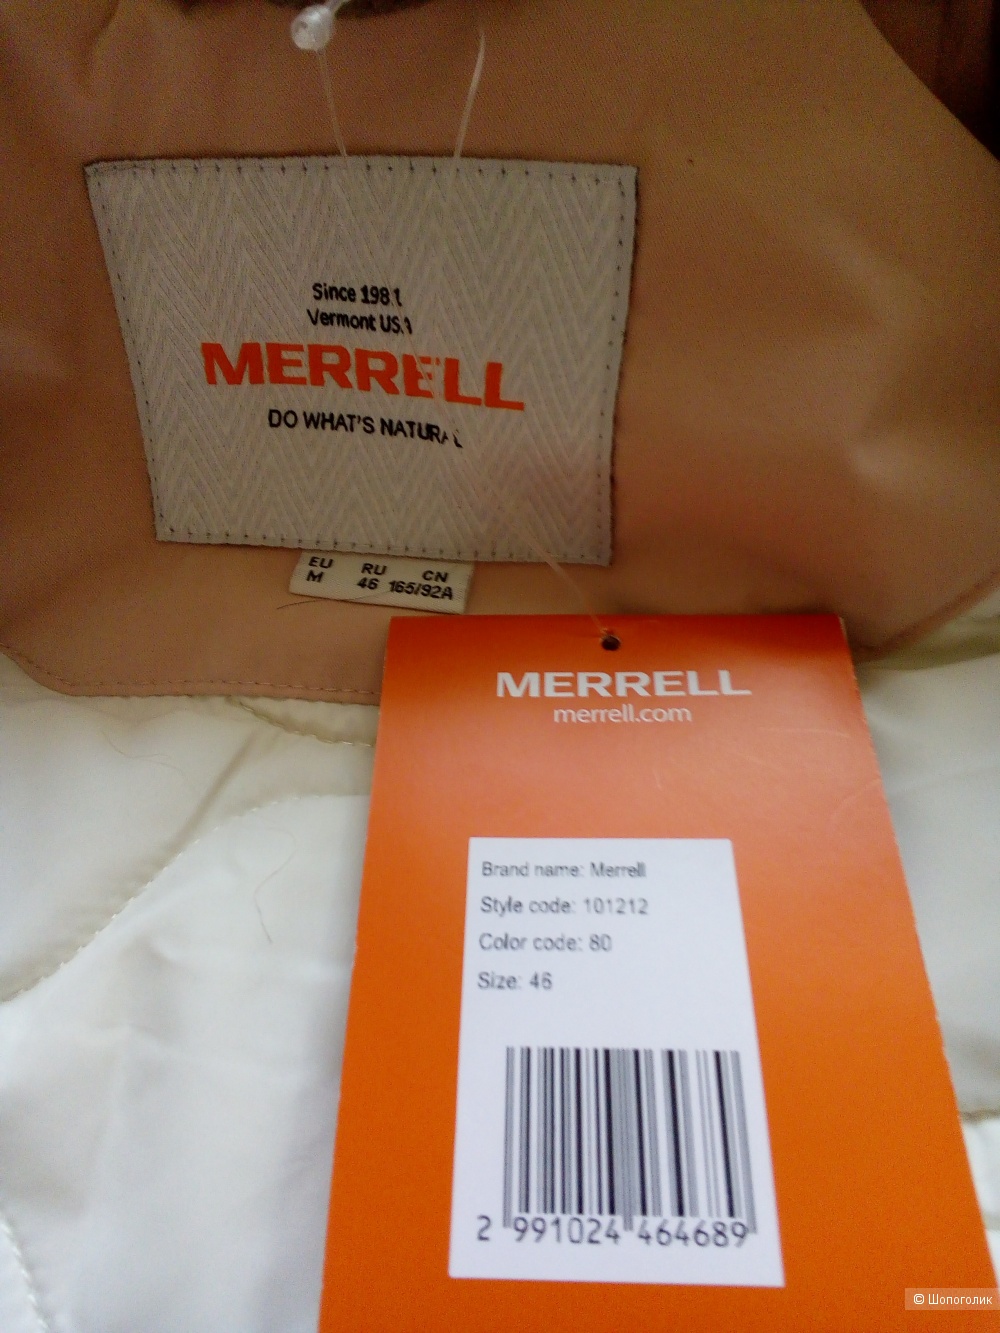 Since 1981
Vermont USA
MERRELL
DO WHAT'S NATURAL
EU RU CN
M 46 165/92A
MERRELL
merrell.com
Brand name: Merrell
Style code: 101212
Color code: 80
Size: 46
2 991024 464689
© Шопоголик